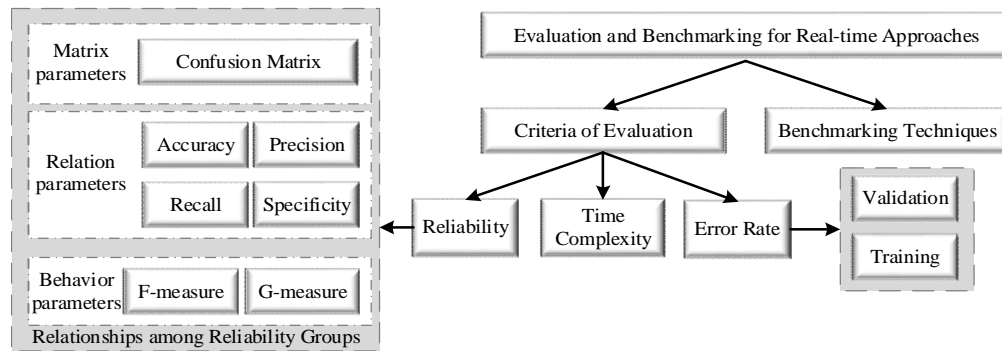 Evaluation and Benchmarking for Real-time Approaches
Criteria of Evaluation
Benchmarking Techniques
Reliability
Time
Complexity
Error Rate
Validation
Training
Matrix
parameters
Confusion Matrix
Relation
parameters
Accuracy
Precision
Recall
Specificity
Behavior
parameters
F-measure
G-measure
Relationships among Reliability Groups